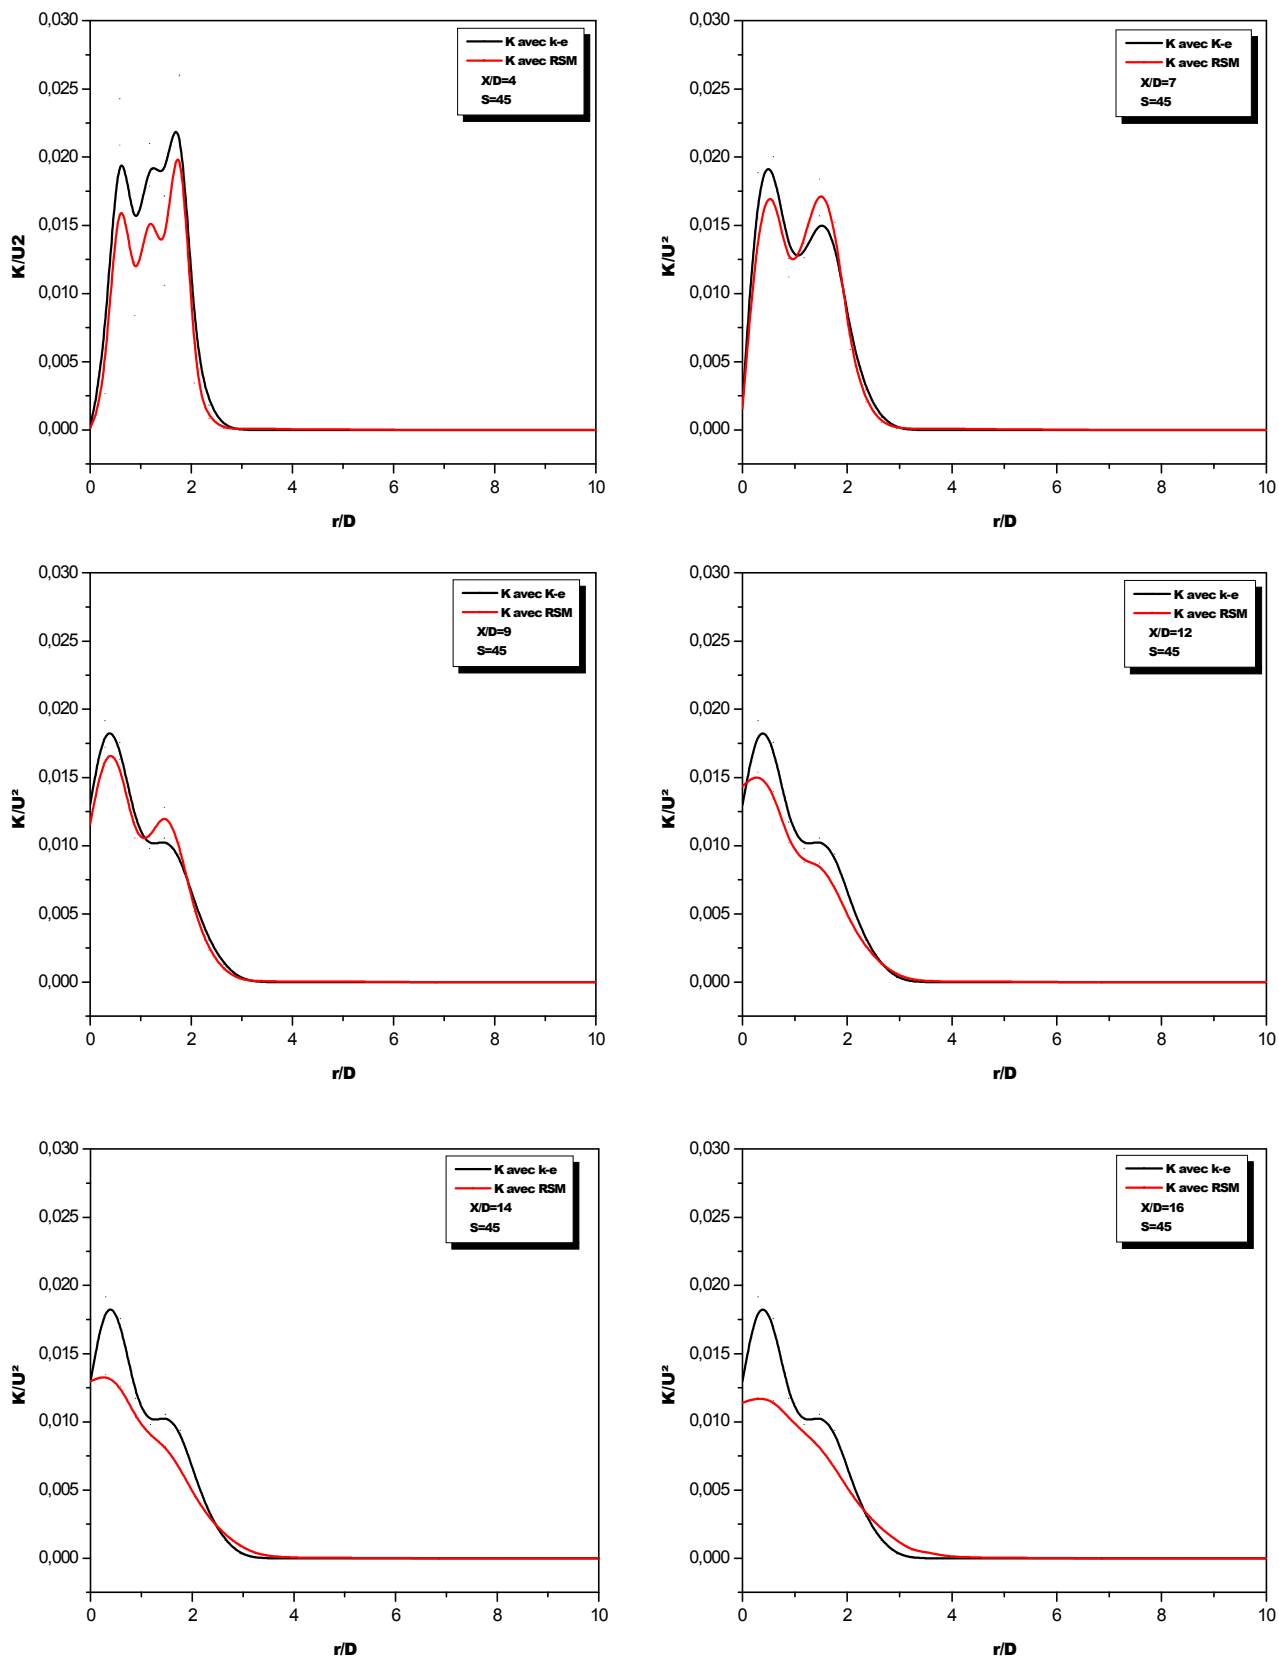 0,030
0,025
0,020
0,015
0,010
0,005
0,000
K/U2
0
2
4
6
8
10
r/D
K avec k-e
K avec RSM
X/D=4
S=45
0,030
0,025
0,020
0,015
0,010
0,005
0,000
K/U²
0
2
4
6
8
10
r/D
K avec K-e
K avec RSM
X/D=7
S=45
0,030
0,025
0,020
0,015
0,010
0,005
0,000
K/U²
0
2
4
6
8
10
r/D
K avec K-e
K avec RSM
X/D=9
S=45
0,030
0,025
0,020
0,015
0,010
0,005
0,000
K/U²
0
2
4
6
8
10
r/D
K avec k-e
K avec RSM
X/D=12
S=45
0,030
0,025
0,020
0,015
0,010
0,005
0,000
K/U²
0
2
4
6
8
10
r/D
K avec k-e
K avec RSM
X/D=14
S=45
0,030
0,025
0,020
0,015
0,010
0,005
0,000
K/U²
0
2
4
6
8
10
r/D
K avec k-e
K avec RSM
X/D=16
S=45